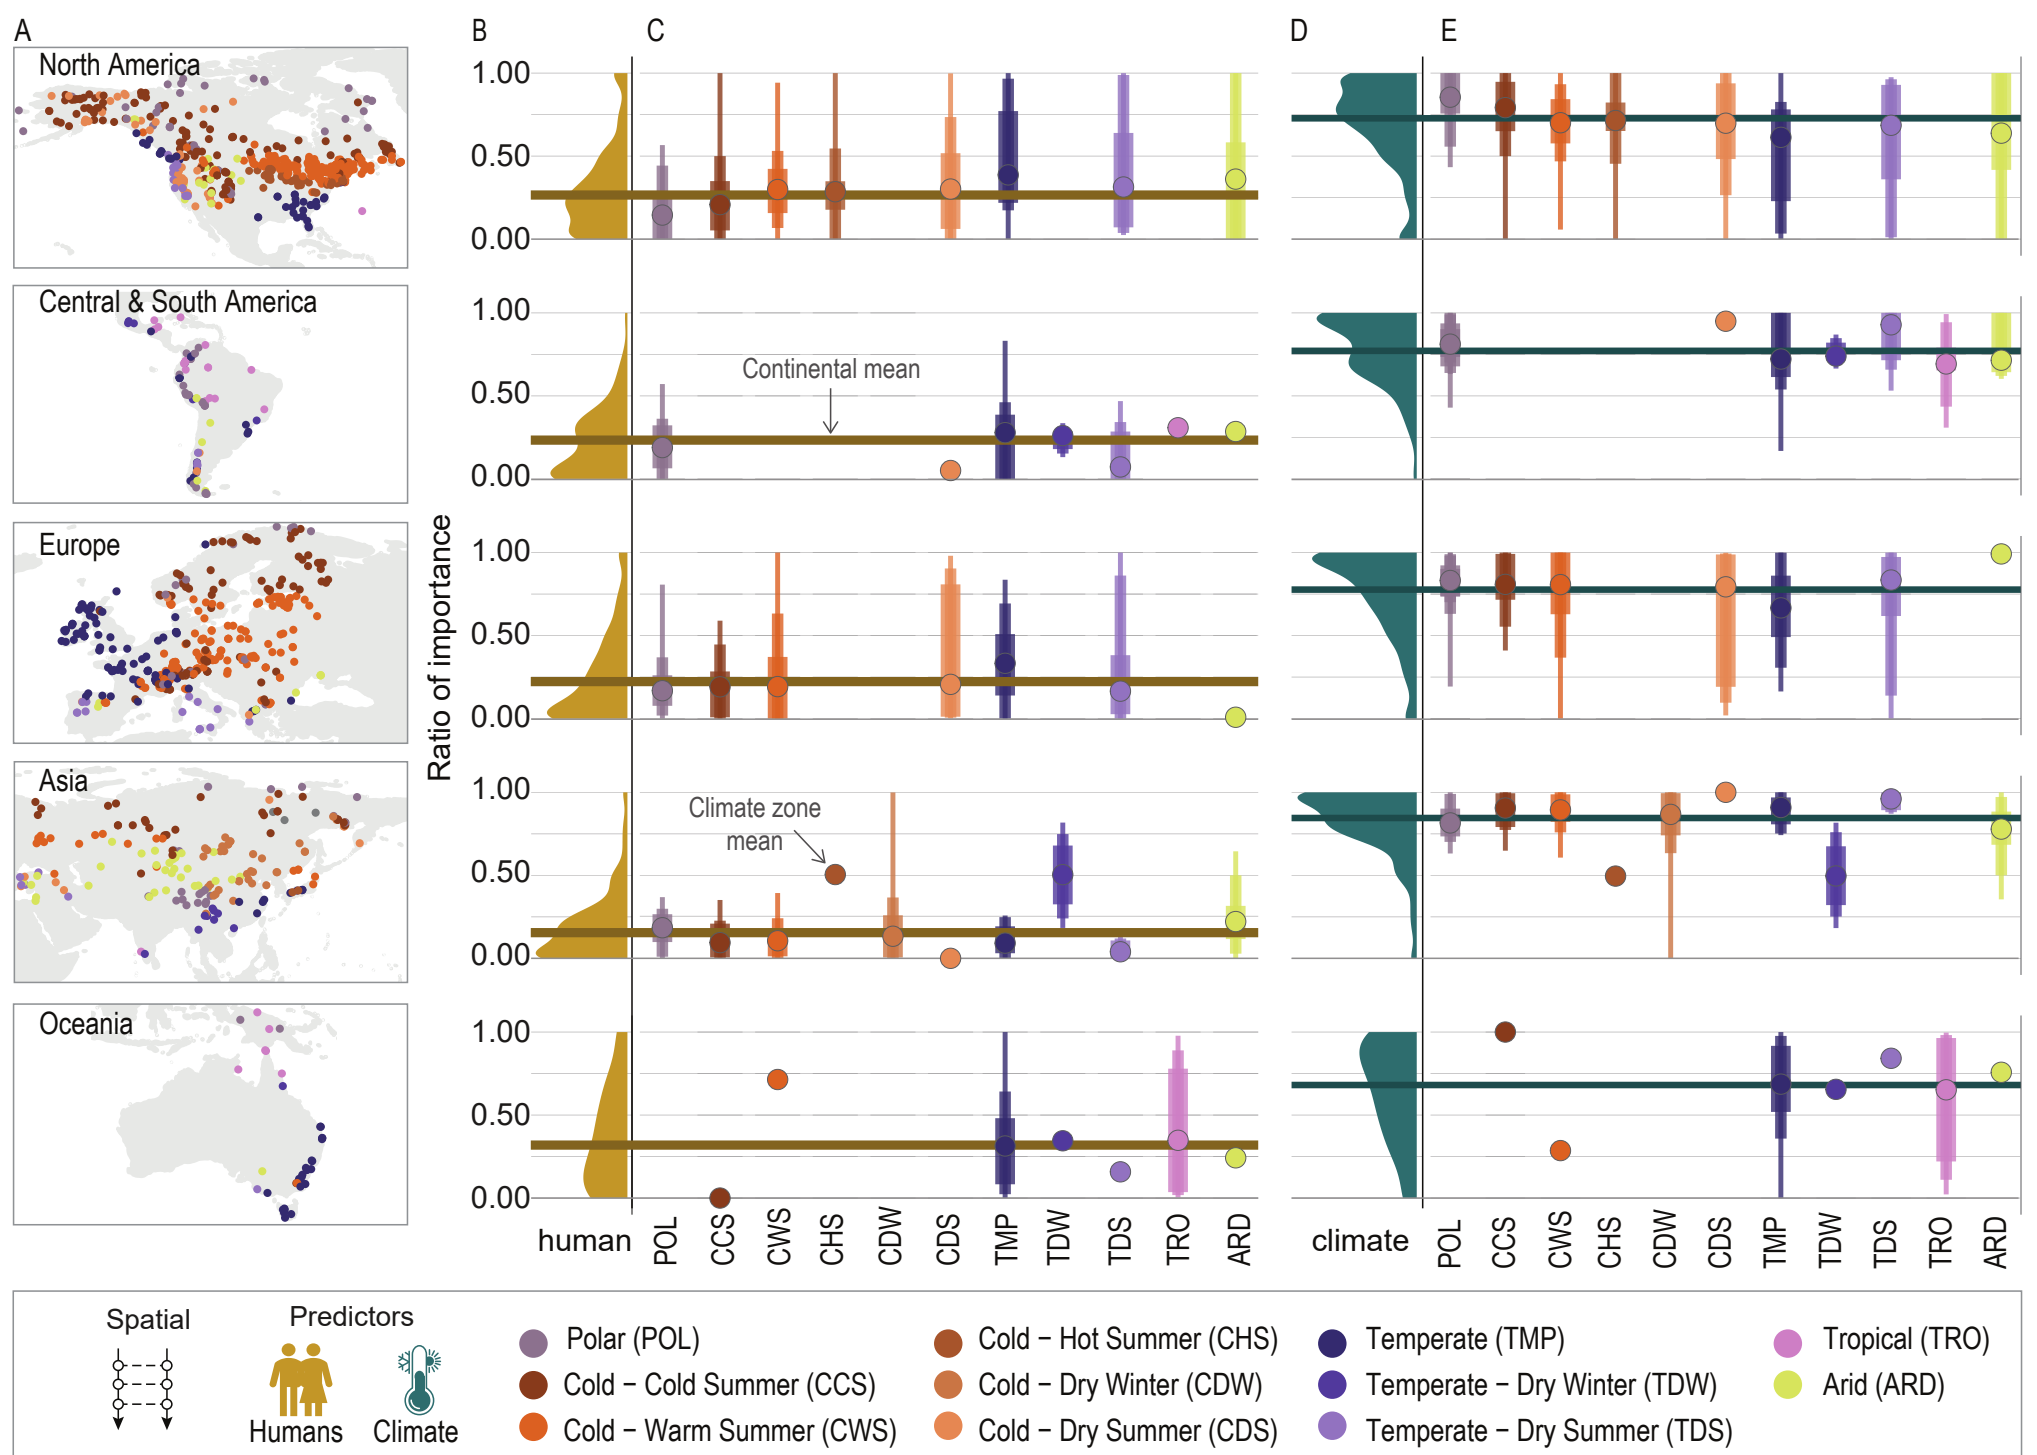 A
B
C
D
E
North America
1.00
0.50
0.00
Central & South America
1.00
0.50
0.00
Continental mean
Europe
1.00
0.50
0.00
Ratio of importance
Asia
1.00
0.50
0.00
Climate zone
mean
Oceania
1.00
0.50
0.00
human
POL
CCS
CWS
CHS
CDW
CDS
TMP
TDW
TDS
TRO
ARD
climate
POL
CCS
CWS
CHS
CDW
CDS
TMP
TDW
TDS
TRO
ARD
Spatial
Predictors
Humans
Climate
Polar (POL)
Cold – Cold Summer (CCS)
Cold – Warm Summer (CWS)
Cold – Hot Summer (CHS)
Cold – Dry Winter (CDW)
Cold – Dry Summer (CDS)
Temperate (TMP)
Temperate – Dry Winter (TDW)
Temperate – Dry Summer (TDS)
Tropical (TRO)
Arid (ARD)